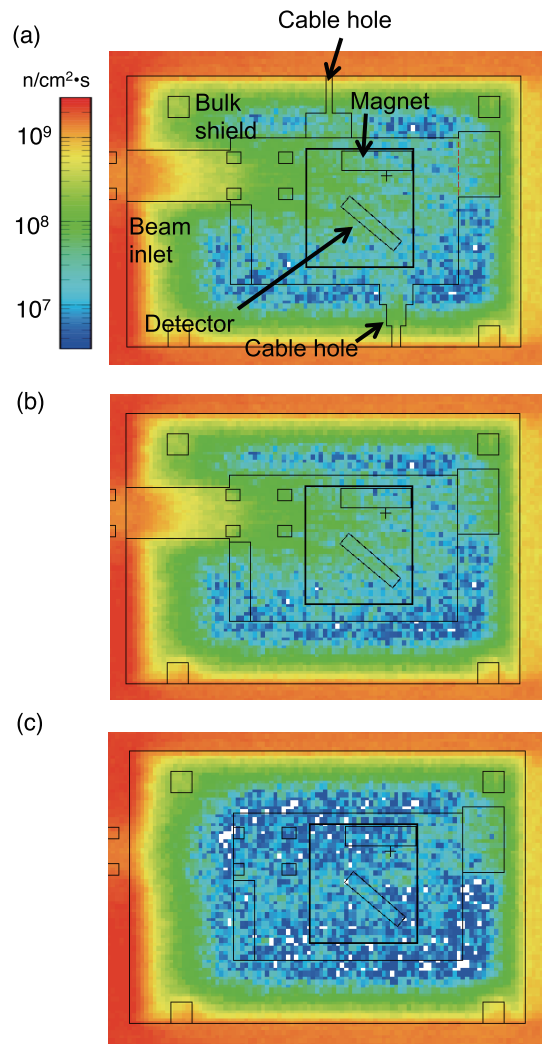 Cable hole
(a)
n/cm²•s
Bulk
shield
Magnet
10⁹
10⁸
Beam
inlet
10⁷
Detector
Cable hole
(b)
(c)